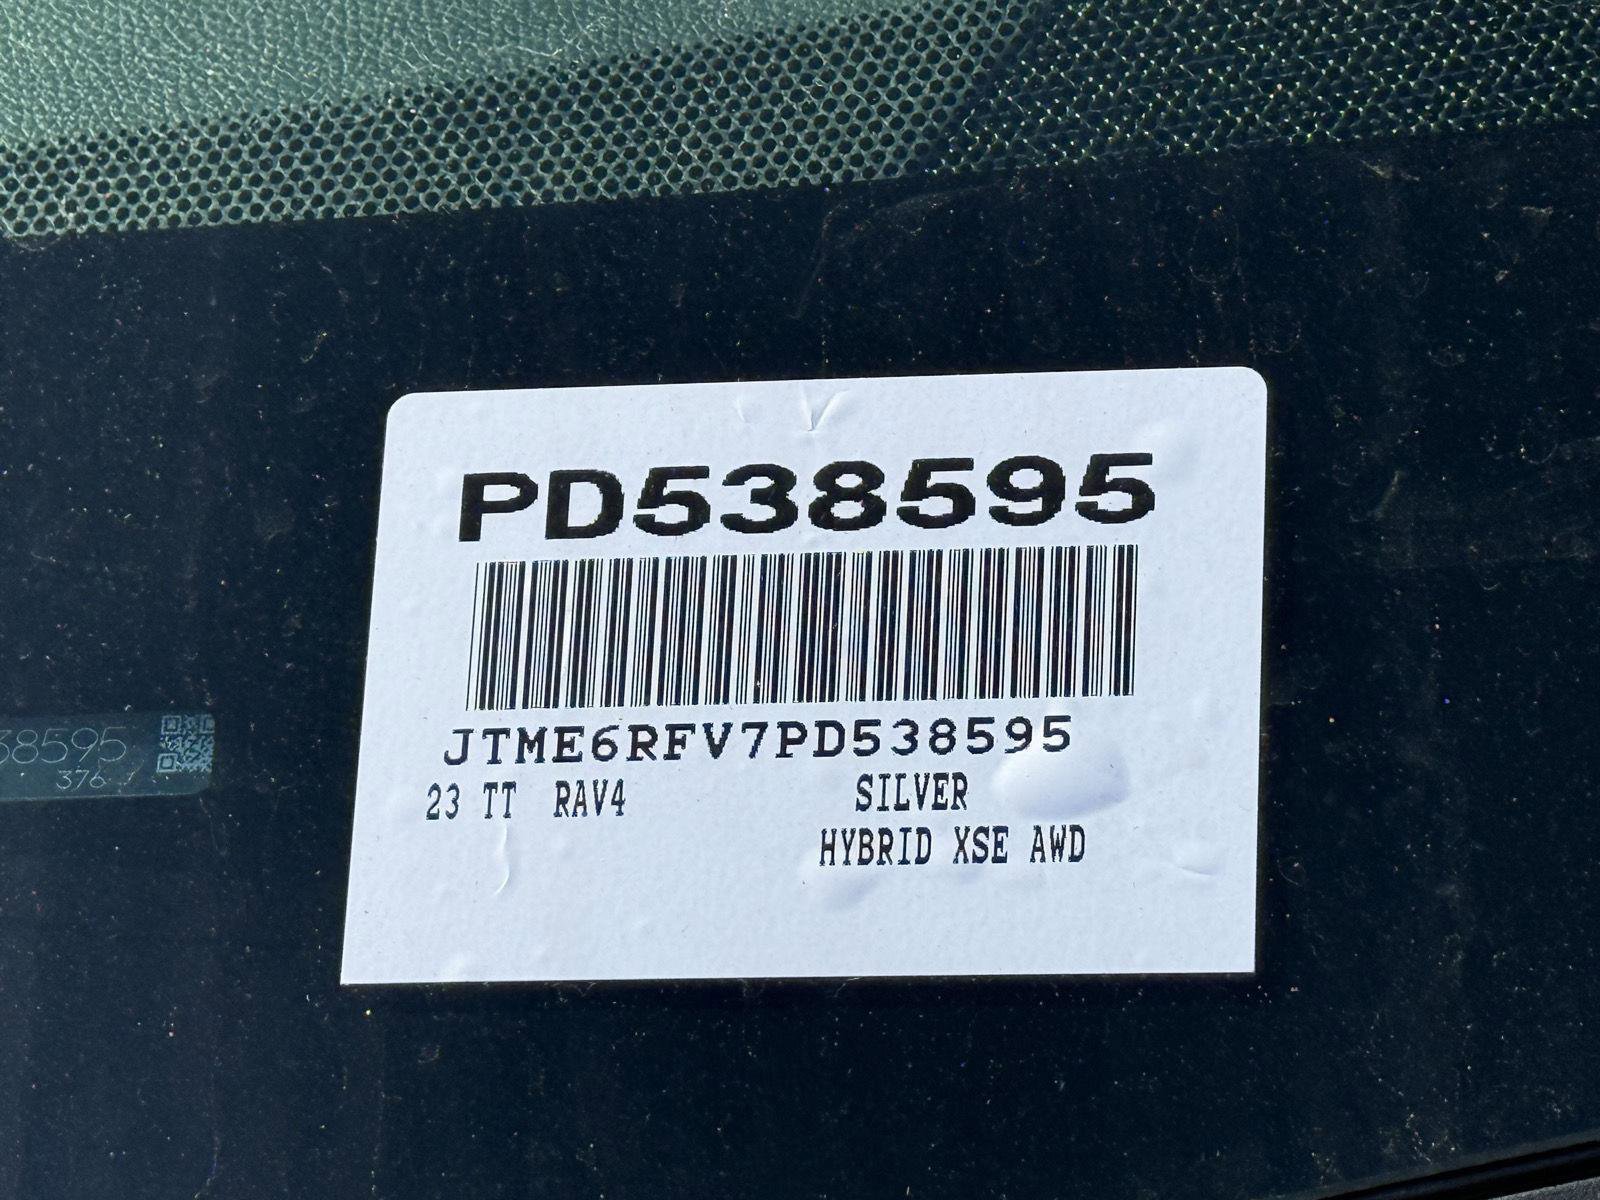 PD538595
JTME6RFV7PD538595
23 TT RAV4 SILVER
HYBRID XSE AWD
38595
376